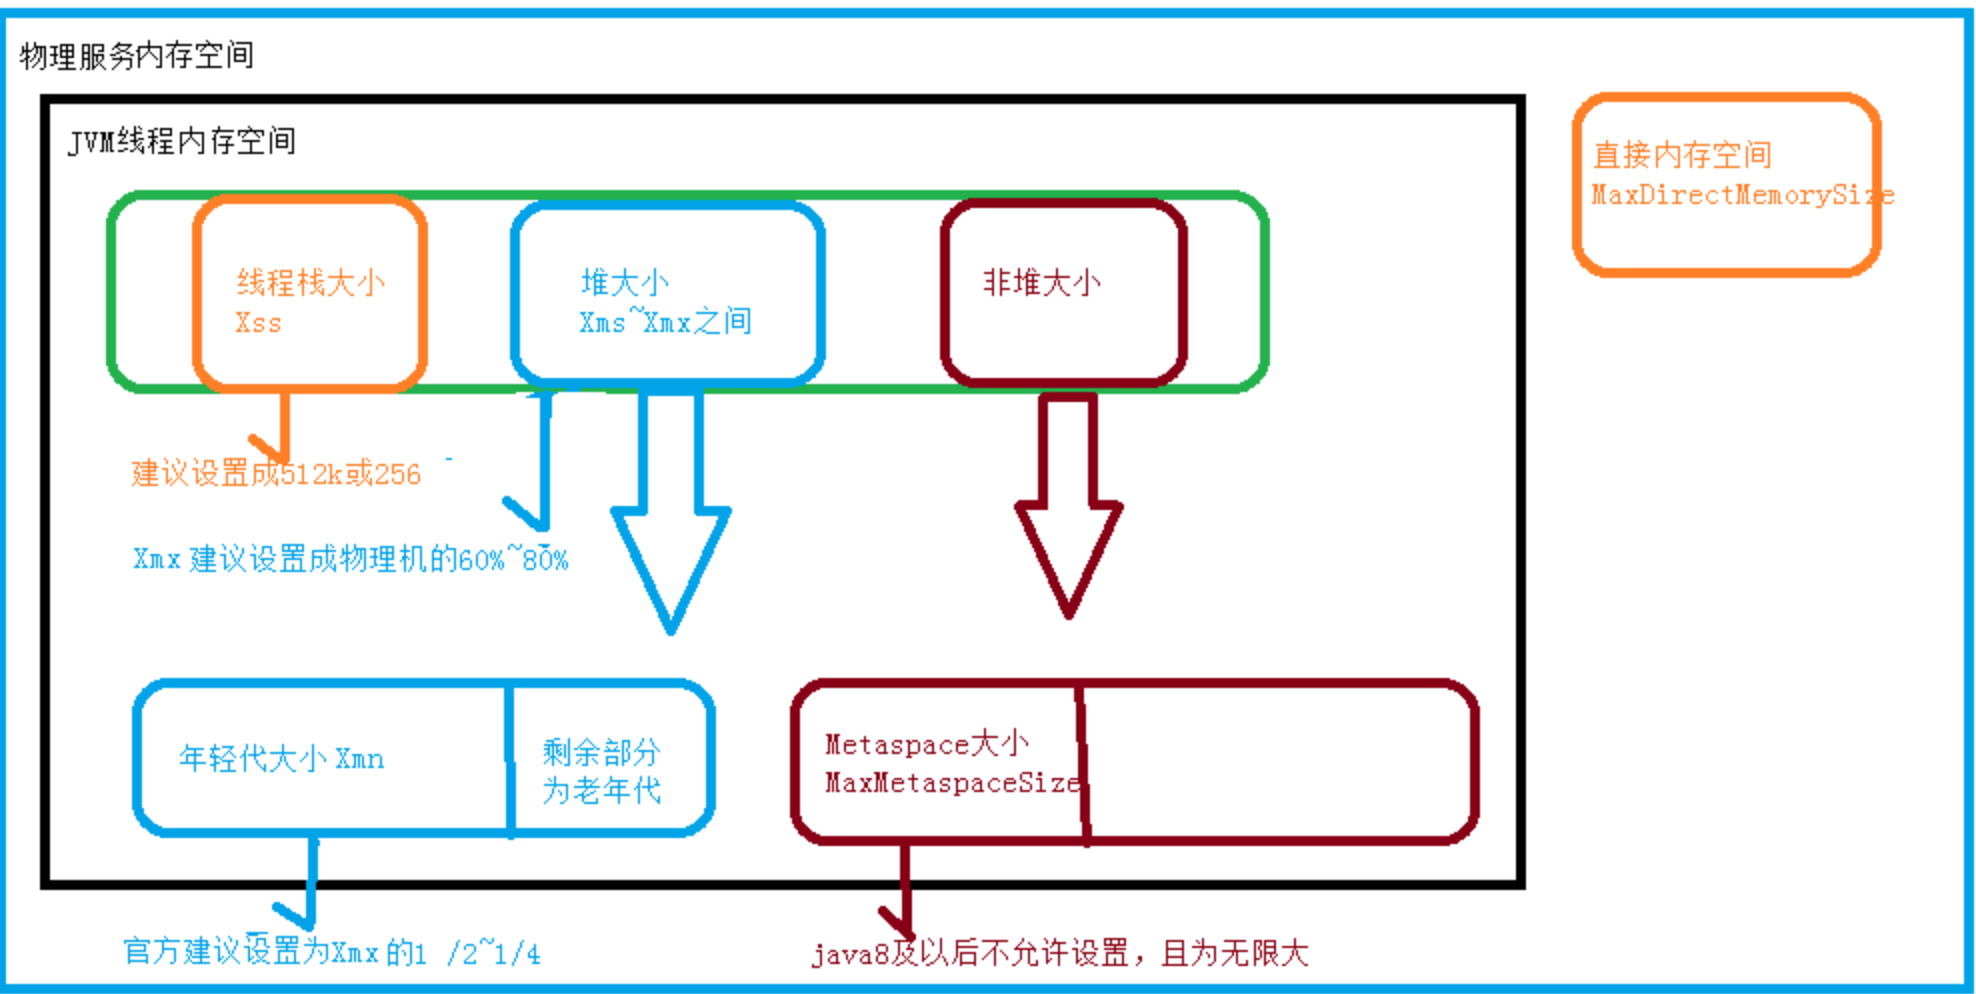 物理服务内存空间
JVM线程内存空间
直接内存空间
MaxDirectMemorySize
线程栈大小
Xss
堆大小
Xms~Xmx之间
非堆大小
建议设置成512k或256
Xmx 建议设置成物理机的60%~80%
年轻代大小 Xmn
剩余部分
为老年代
Metaspace大小
MaxMetaspaceSize
官方建议设置为Xmx 的1 /2~1/4
java8及以后不允许设置，且为无限大